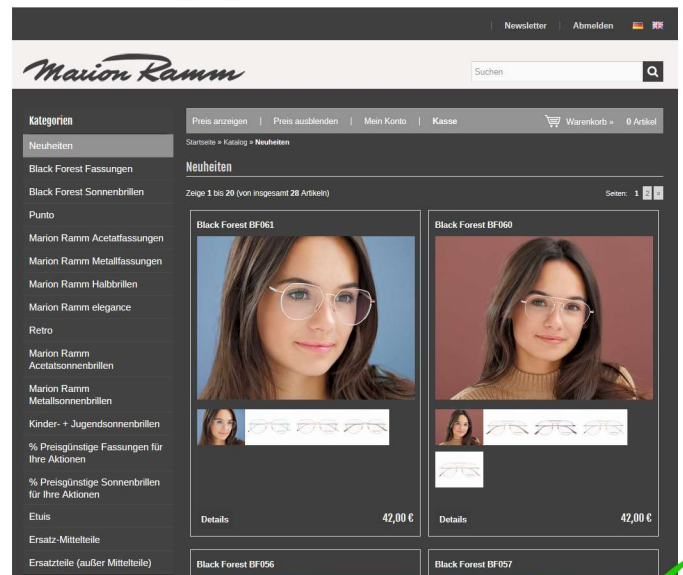 Newsletter | Abmelden
Marion Ramm
Suchen
Kategorien
Neuheiten
Black Forest Fassungen
Black Forest Sonnenbrillen
Punto
Marion Ramm Acetatfassungen
Marion Ramm Metallfassungen
Marion Ramm Halbbrillen
Marion Ramm elegance
Retro
Marion Ramm
Acetatsonnenbrillen
Marion Ramm
Metallsonnenbrillen
Kinder- + Jugendsonnenbrillen
% Preisgünstige Fassungen für
Ihre Aktionen
% Preisgünstige Sonnenbrillen
für Ihre Aktionen
Etuis
Ersatz-Mittelteile
Ersatzteile (außer Mittelteile)
Preis anzeigen | Preis ausblenden | Mein Konto | Kasse
Warenkorb » 0 Artikel
Startseite » Katalog » Neuheiten
Neuheiten
Zeige 1 bis 20 (von insgesamt 28 Artikeln)
Seiten: 1 2 »
Black Forest BF061
Details 42,00 €
Black Forest BF060
Details 42,00 €
Black Forest BF056
Black Forest BF057